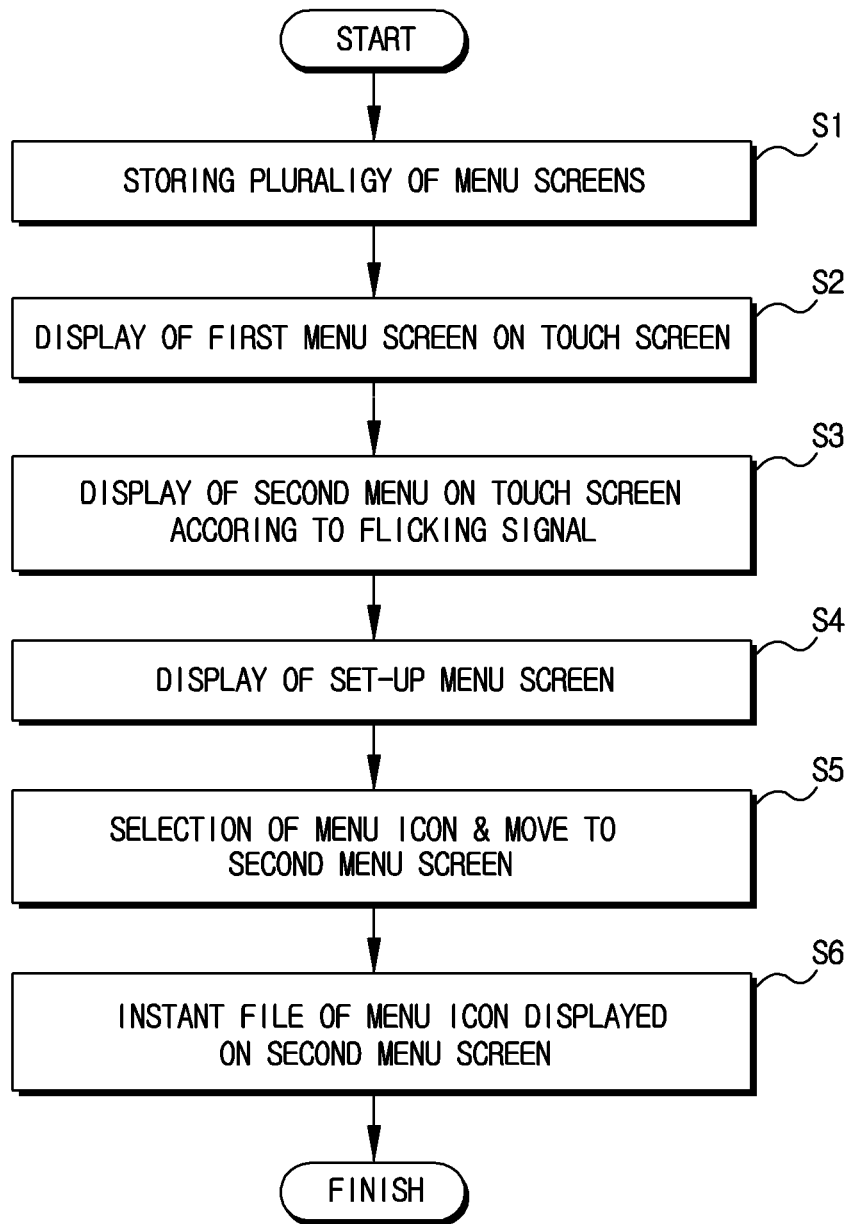 START
S1
STORING PLURALIGY OF MENU SCREENS
S2
DISPLAY OF FIRST MENU SCREEN ON TOUCH SCREEN
S3
DISPLAY OF SECOND MENU ON TOUCH SCREEN
ACCORING TO FLICKING SIGNAL
S4
DISPLAY OF SET-UP MENU SCREEN
S5
SELECTION OF MENU ICON & MOVE TO
SECOND MENU SCREEN
S6
INSTANT FILE OF MENU ICON DISPLAYED
ON SECOND MENU SCREEN
FINISH